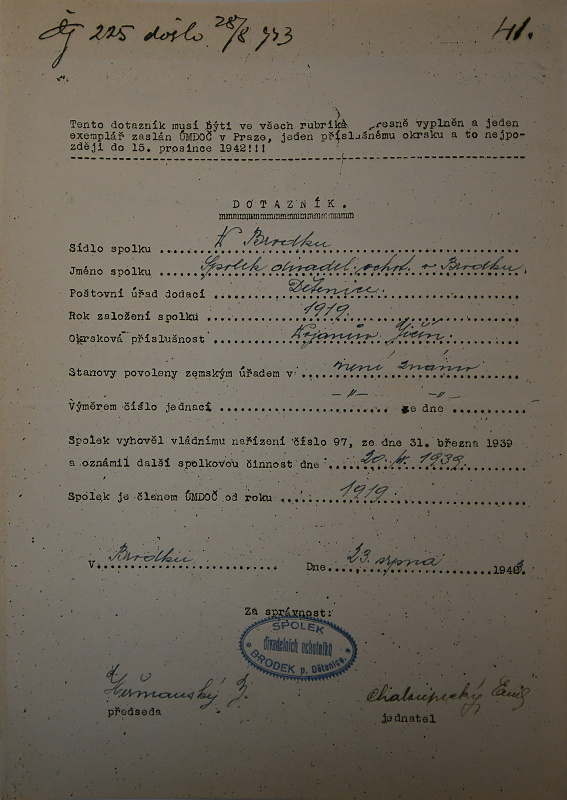 225 došlo 28/8 943
41.
Tento dotazník musí býti ve všech rubriká řesně vyplněn a jeden
exemplář zaslán ÚMDOČ v Praze, jeden příslušnému okrsku a to nejpo-
zději do 15. prosince 1942!!!
DOTAZNÍK.
Sídlo spolku V Brodku
Jméno spolku Spolek divadel. ochot. v Brodku.
Poštovní úřad dodací Dětenice.
Rok založení spolku 1919.
Okrsková příslušnost Krjanův Jičín.
Stanovy povoleny zemským úřadem v není známo
Výměrem číslo jednací -"- ze dne -"-
Spolek vyhověl vládnímu nařízení číslo 97, ze dne 31. března 1939
a oznámil další spolkovou činnost dne 20. IV. 1939.
Spolek je členem ÚMDOČ od roku 1919.
V Brodku Dne 23. srpna 1943.
Za správnost:
SPOLEK
divadelních ochotníků
BRODEK p. Dětenice.
Heřmanský
Chaloupecký Emil
předseda
jednatel